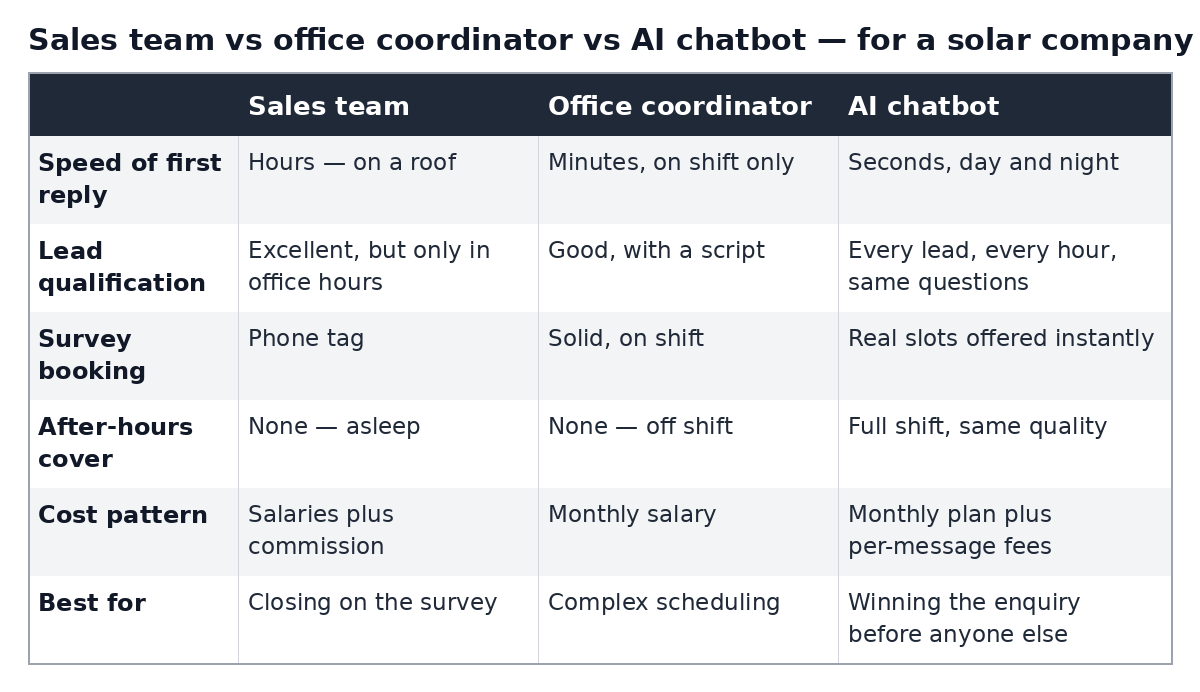 Sales team vs office coordinator vs AI chatbot — for a solar company
Sales team Office coordinator AI chatbot
Speed of first reply Hours — on a roof Minutes, on shift only Seconds, day and night
Lead qualification Excellent, but only in office hours Good, with a script Every lead, every hour, same questions
Survey booking Phone tag Solid, on shift Real slots offered instantly
After-hours cover None — asleep None — off shift Full shift, same quality
Cost pattern Salaries plus commission Monthly salary Monthly plan plus per-message fees
Best for Closing on the survey Complex scheduling Winning the enquiry before anyone else